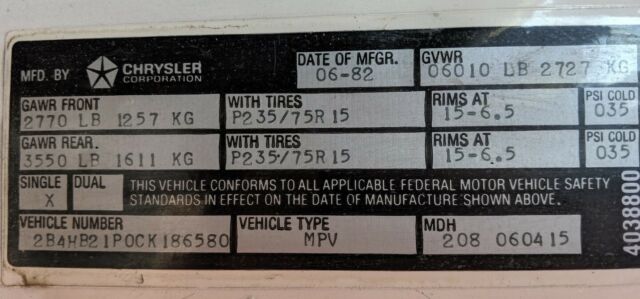 MFD. BY CHRYSLER CORPORATION DATE OF MFGR. 06-82 GVWR 06010 LB 2727 KG
GAWR FRONT WITH TIRES RIMS AT PSI COLD
2770 LB 1257 KG P235/75R15 15-6.5 035
GAWR REAR. WITH TIRES RIMS AT PSI COLD
3550 LB 1611 KG P235/75R15 15-6.5 035
SINGLE DUAL THIS VEHICLE CONFORMS TO ALL APPLICABLE FEDERAL MOTOR VEHICLE SAFETY
X STANDARDS IN EFFECT ON THE DATE OF MANUFACTURE SHOWN ABOVE.
VEHICLE NUMBER VEHICLE TYPE MDH
2B4HB21P0CK186580 MPV 208 060415
4038800